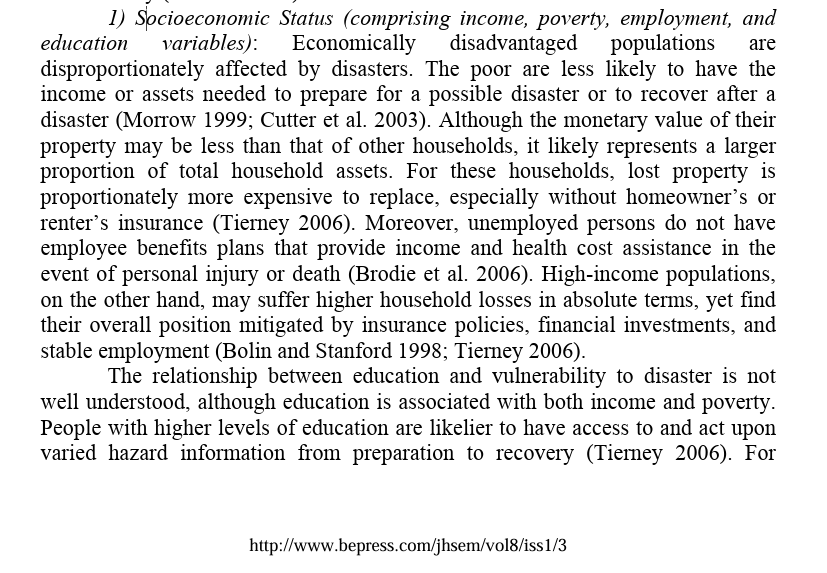 1) Socioeconomic Status (comprising income, poverty, employment, and
education variables): Economically disadvantaged populations are
disproportionately affected by disasters. The poor are less likely to have the
income or assets needed to prepare for a possible disaster or to recover after a
disaster (Morrow 1999; Cutter et al. 2003). Although the monetary value of their
property may be less than that of other households, it likely represents a larger
proportion of total household assets. For these households, lost property is
proportionately more expensive to replace, especially without homeowner’s or
renter’s insurance (Tierney 2006). Moreover, unemployed persons do not have
employee benefits plans that provide income and health cost assistance in the
event of personal injury or death (Brodie et al. 2006). High-income populations,
on the other hand, may suffer higher household losses in absolute terms, yet find
their overall position mitigated by insurance policies, financial investments, and
stable employment (Bolin and Stanford 1998; Tierney 2006).
The relationship between education and vulnerability to disaster is not
well understood, although education is associated with both income and poverty.
People with higher levels of education are likelier to have access to and act upon
varied hazard information from preparation to recovery (Tierney 2006). For
http://www.bepress.com/jhsem/vol8/iss1/3